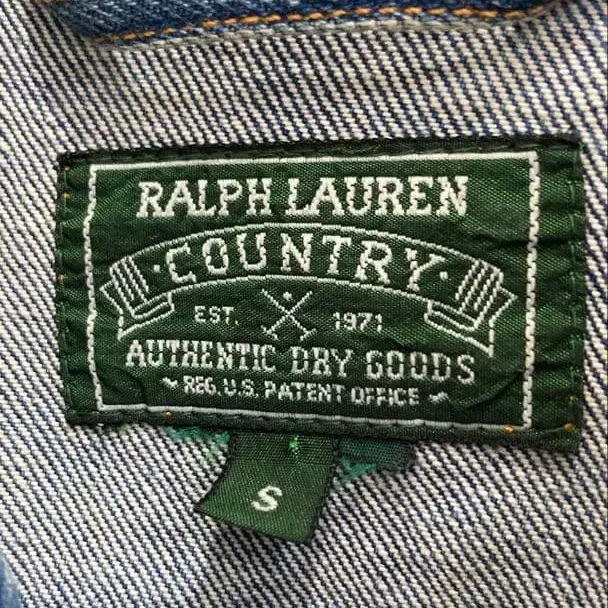 RALPH LAUREN
·COUNTRY·
EST. 1971
AUTHENTIC DRY GOODS
~REG. U.S. PATENT OFFICE~
S